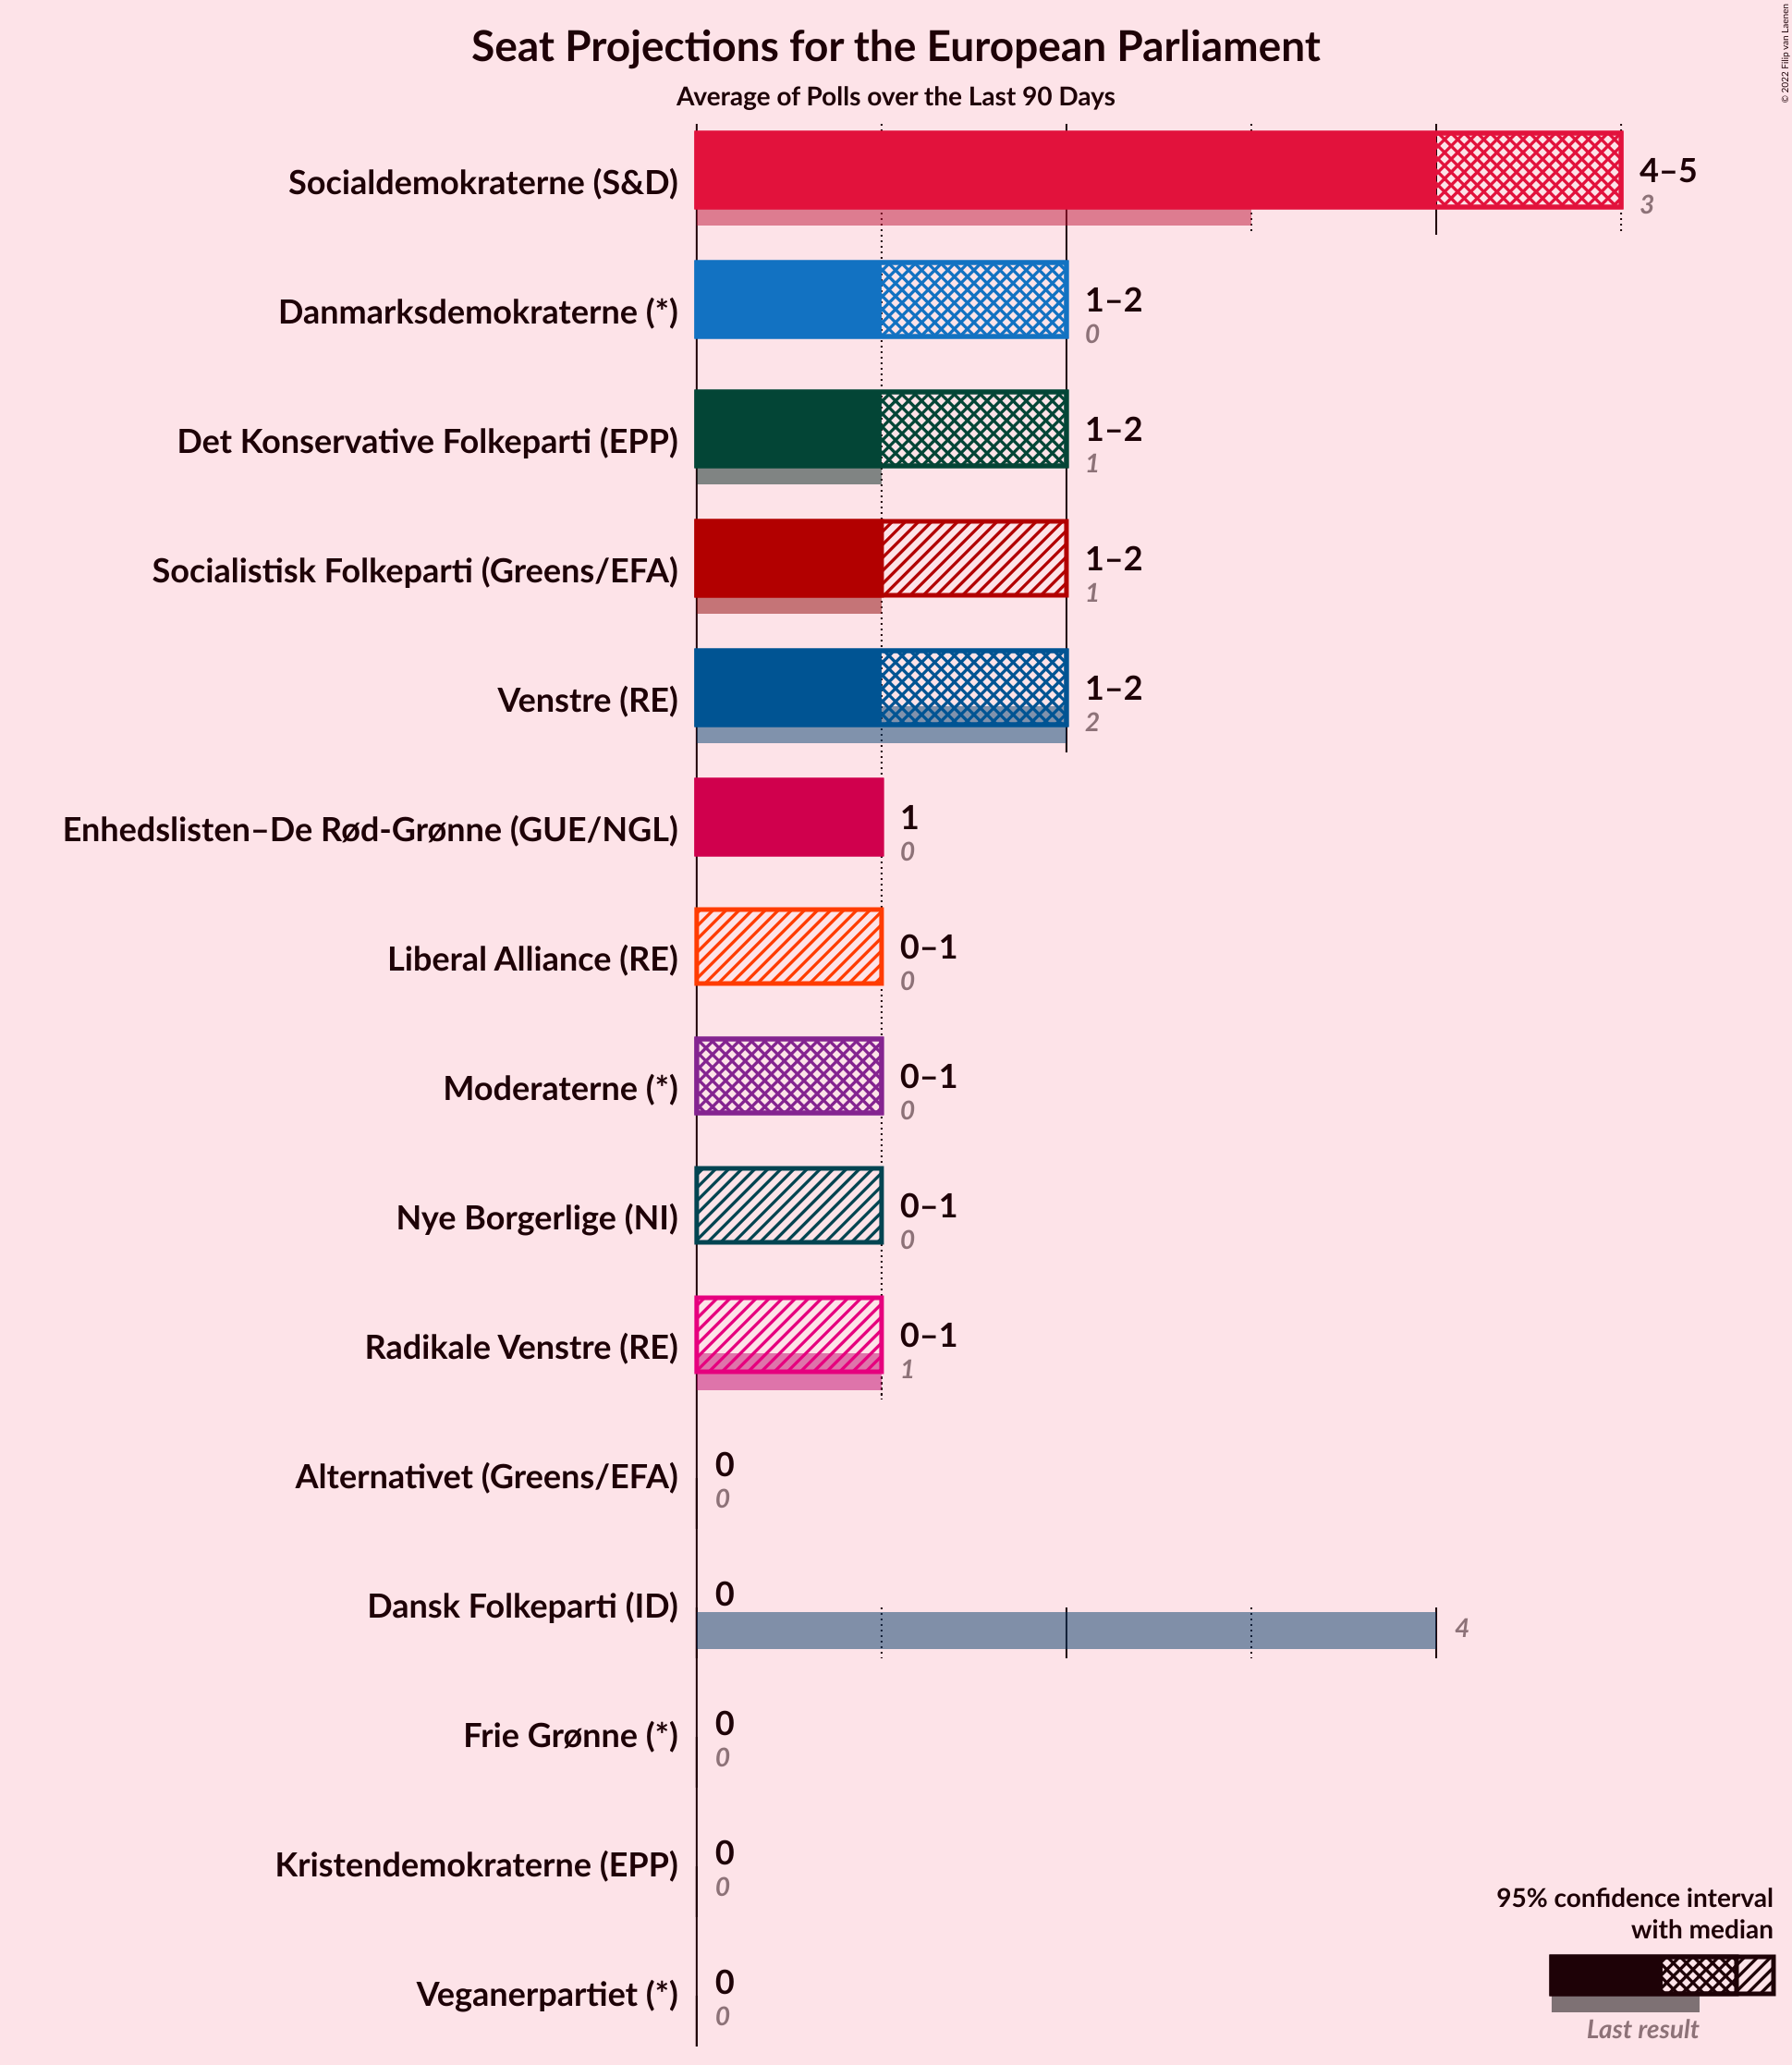 Seat Projections for the European Parliament
Average of Polls over the Last 90 Days
© 2022 Filip van Laenen
Socialdemokraterne (S&D)
4–5
3
Danmarksdemokraterne (*)
1–2
0
Det Konservative Folkeparti (EPP)
1–2
1
Socialistisk Folkeparti (Greens/EFA)
1–2
1
Venstre (RE)
1–2
2
Enhedslisten–De Rød-Grønne (GUE/NGL)
1
0
Liberal Alliance (RE)
0–1
0
Moderaterne (*)
0–1
0
Nye Borgerlige (NI)
0–1
0
Radikale Venstre (RE)
0–1
1
Alternativet (Greens/EFA)
0
0
Dansk Folkeparti (ID)
0
4
Frie Grønne (*)
0
0
Kristendemokraterne (EPP)
0
0
Veganerpartiet (*)
0
0
95% confidence interval
with median
Last result